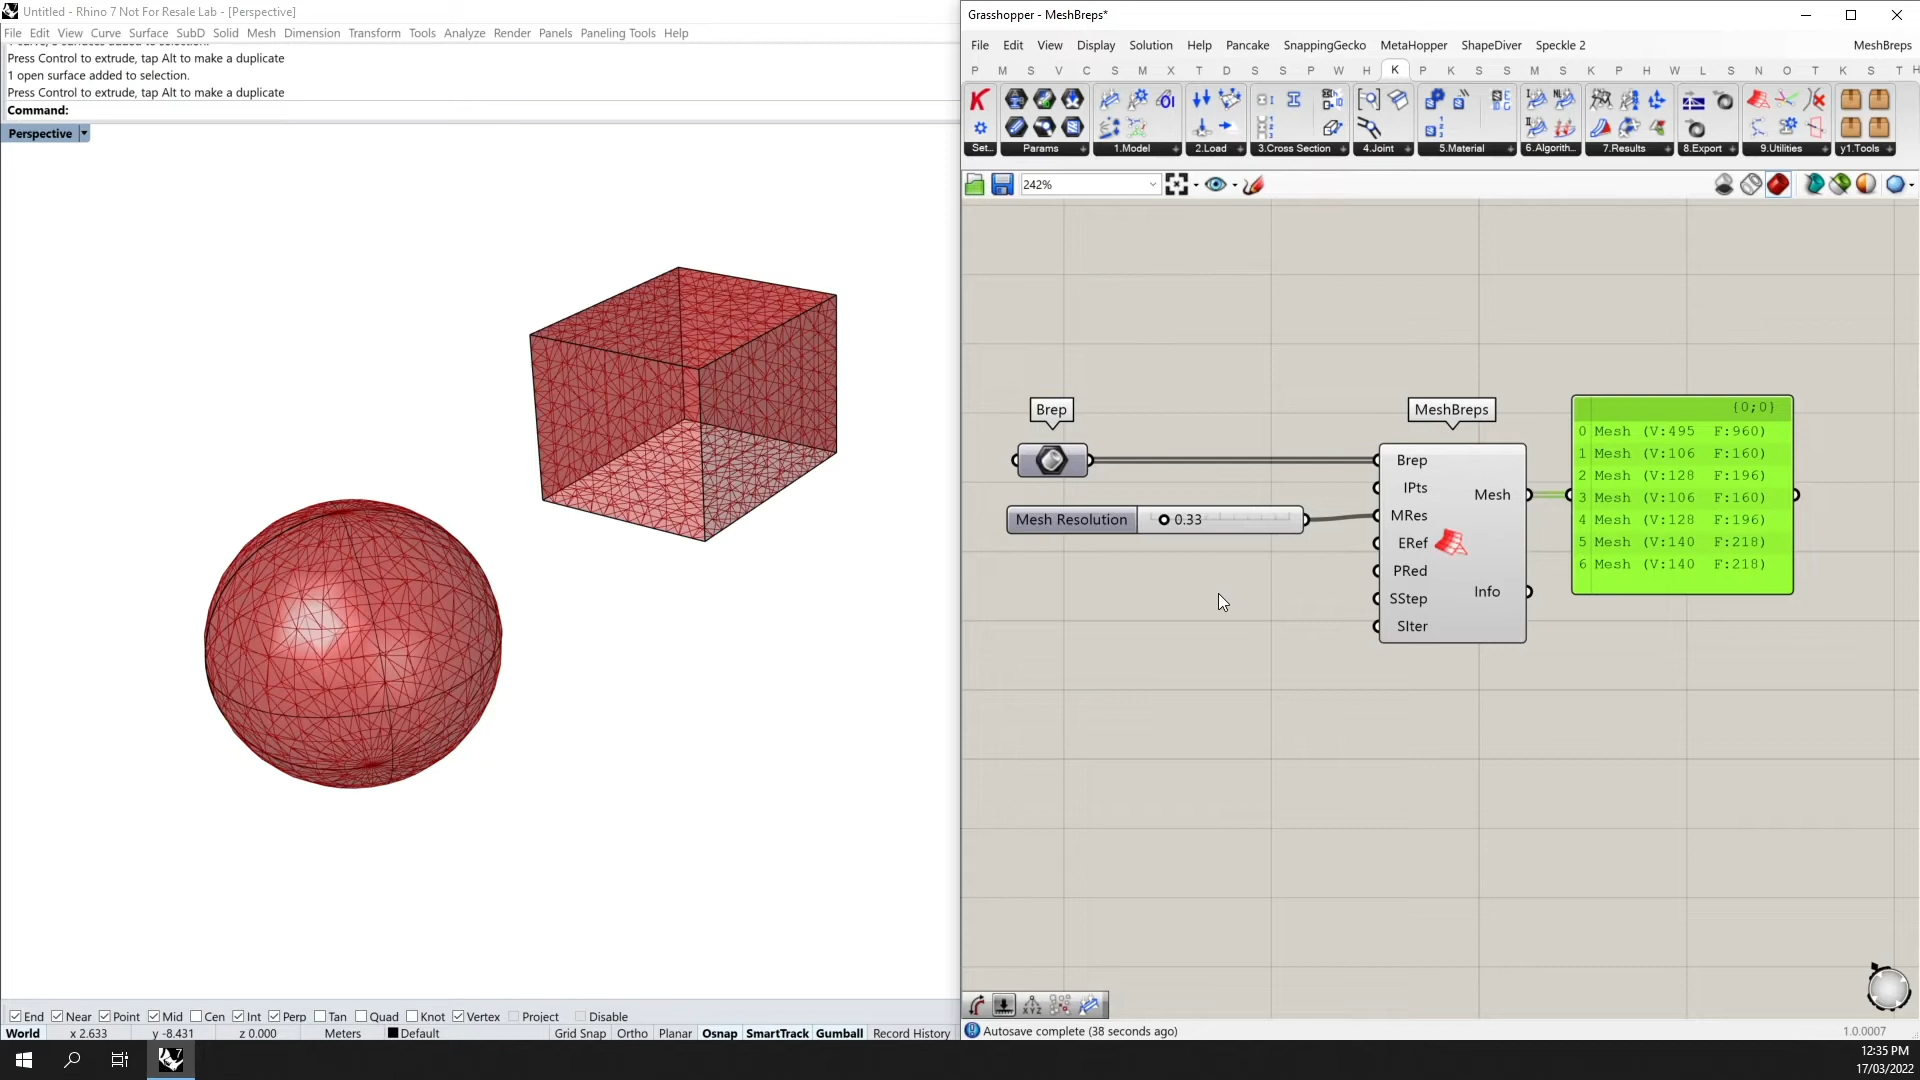 Untitled - Rhino 7 Not For Resale Lab - [Perspective]
File Edit View Curve Surface SubD Solid Mesh Dimension Transform Tools Analyze Render Panels Paneling Tools Help
Press Control to extrude, tap Alt to make a duplicate
1 open surface added to selection.
Press Control to extrude, tap Alt to make a duplicate
Command:
Perspective
End Near Point Mid Cen Int Perp Tan Quad Knot Vertex Project Disable
World x 2.633 y -8.431 z 0.000 Meters Default Grid Snap Ortho Planar Osnap SmartTrack Gumball Record History
Grasshopper - MeshBreps*
File Edit View Display Solution Help Pancake SnappingGecko MetaHopper ShapeDiver Speckle 2 MeshBreps
P M S V C S M X T D S S P W H K P K S S M S K P K S W L S N O T K S T H
Set... Params 1.Model 2.Load 3.Cross Section 4.Joint 5.Material 6.Algorith... 7.Results 8.Export 9.Utilities y1.Tools
242%
Brep
Mesh Resolution 0.33
MeshBreps
Brep
IPts
MRes
ERef
PRed
SStep
SIter
Mesh
Info
{0;0}
0 Mesh (V:495 F:960)
1 Mesh (V:106 F:160)
2 Mesh (V:128 F:196)
3 Mesh (V:106 F:160)
4 Mesh (V:128 F:196)
5 Mesh (V:140 F:218)
6 Mesh (V:140 F:218)
Autosave complete (38 seconds ago)
1.0.0007
12:35 PM
17/03/2022